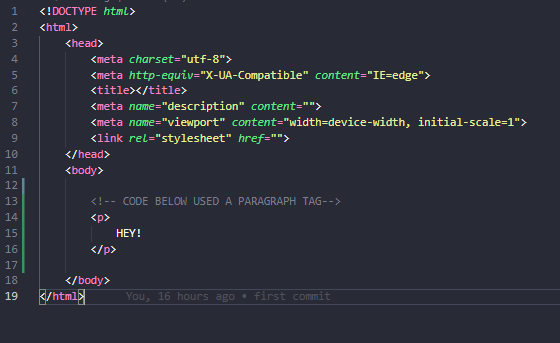 1 <!DOCTYPE html>
2 <html>
3     <head>
4         <meta charset="utf-8">
5         <meta http-equiv="X-UA-Compatible" content="IE=edge">
6         <title></title>
7         <meta name="description" content="">
8         <meta name="viewport" content="width=device-width, initial-scale=1">
9         <link rel="stylesheet" href="">
10     </head>
11     <body>
12
13         <!-- CODE BELOW USED A PARAGRAPH TAG-->
14         <p>
15             HEY!
16         </p>
17
18     </body>
19 </html>     You, 16 hours ago • first commit